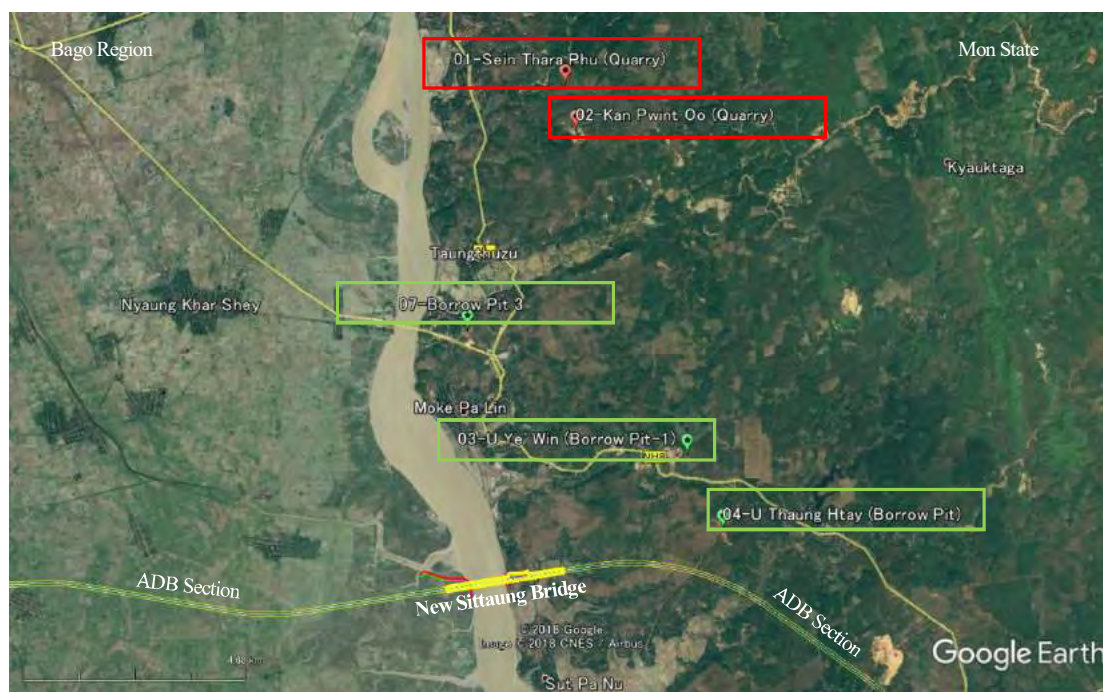 Bago Region
Mon State
01-Sein Thara Phu (Quarry)
02-Kan Pwint Oo (Quarry)
Kyauktaga
Taungthuzu
07-Borrow Pit 3
Nyaung Khar Shey
Moke Pa Lin
03-U Ye Win (Borrow Pit-1)
NH8
04-U Thaung Htay (Borrow Pit)
ADB Section
New Sittaung Bridge
ADB Section
© 2018 Google
Image © 2018 CNES / Airbus
Google Earth
Sut Pa Nu